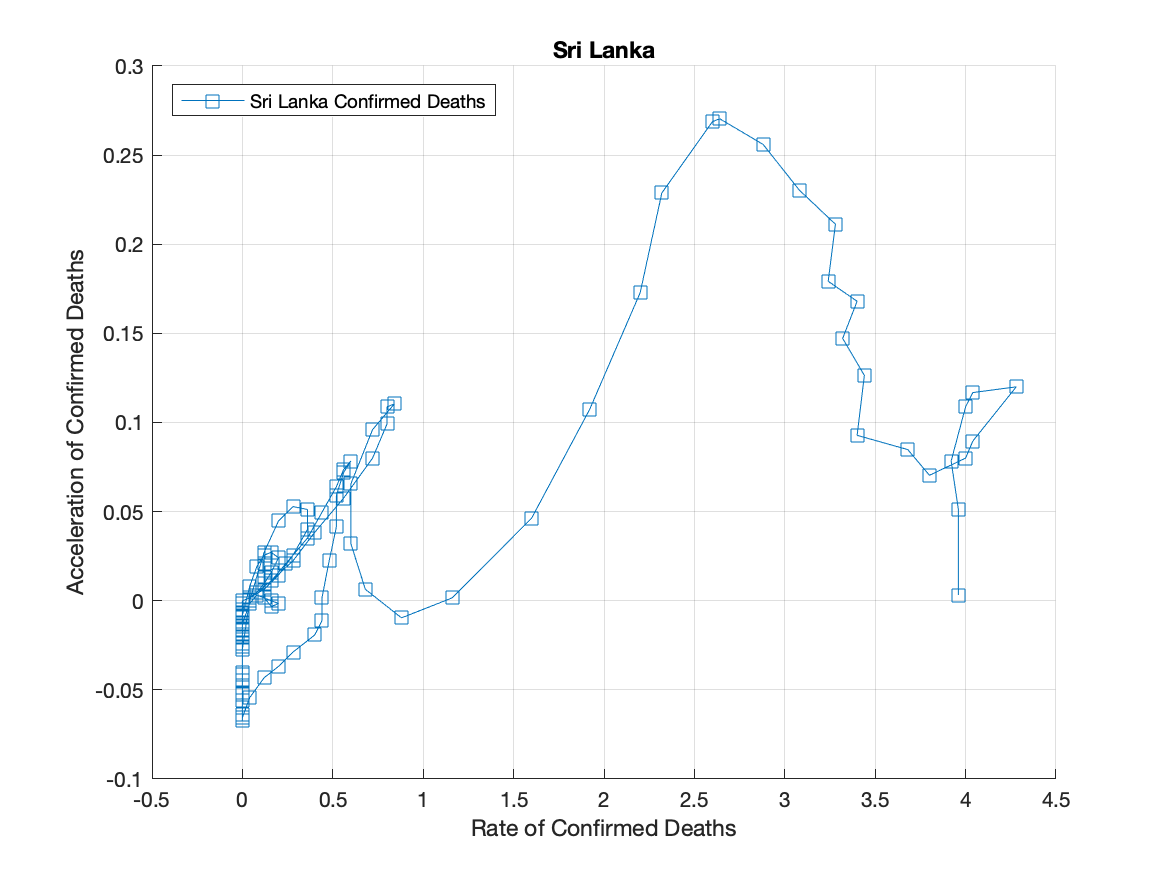 Sri Lanka
Sri Lanka Confirmed Deaths
0.3
0.25
0.2
0.15
0.1
0.05
0
-0.05
-0.1
Acceleration of Confirmed Deaths
-0.5 0 0.5 1 1.5 2 2.5 3 3.5 4 4.5
Rate of Confirmed Deaths